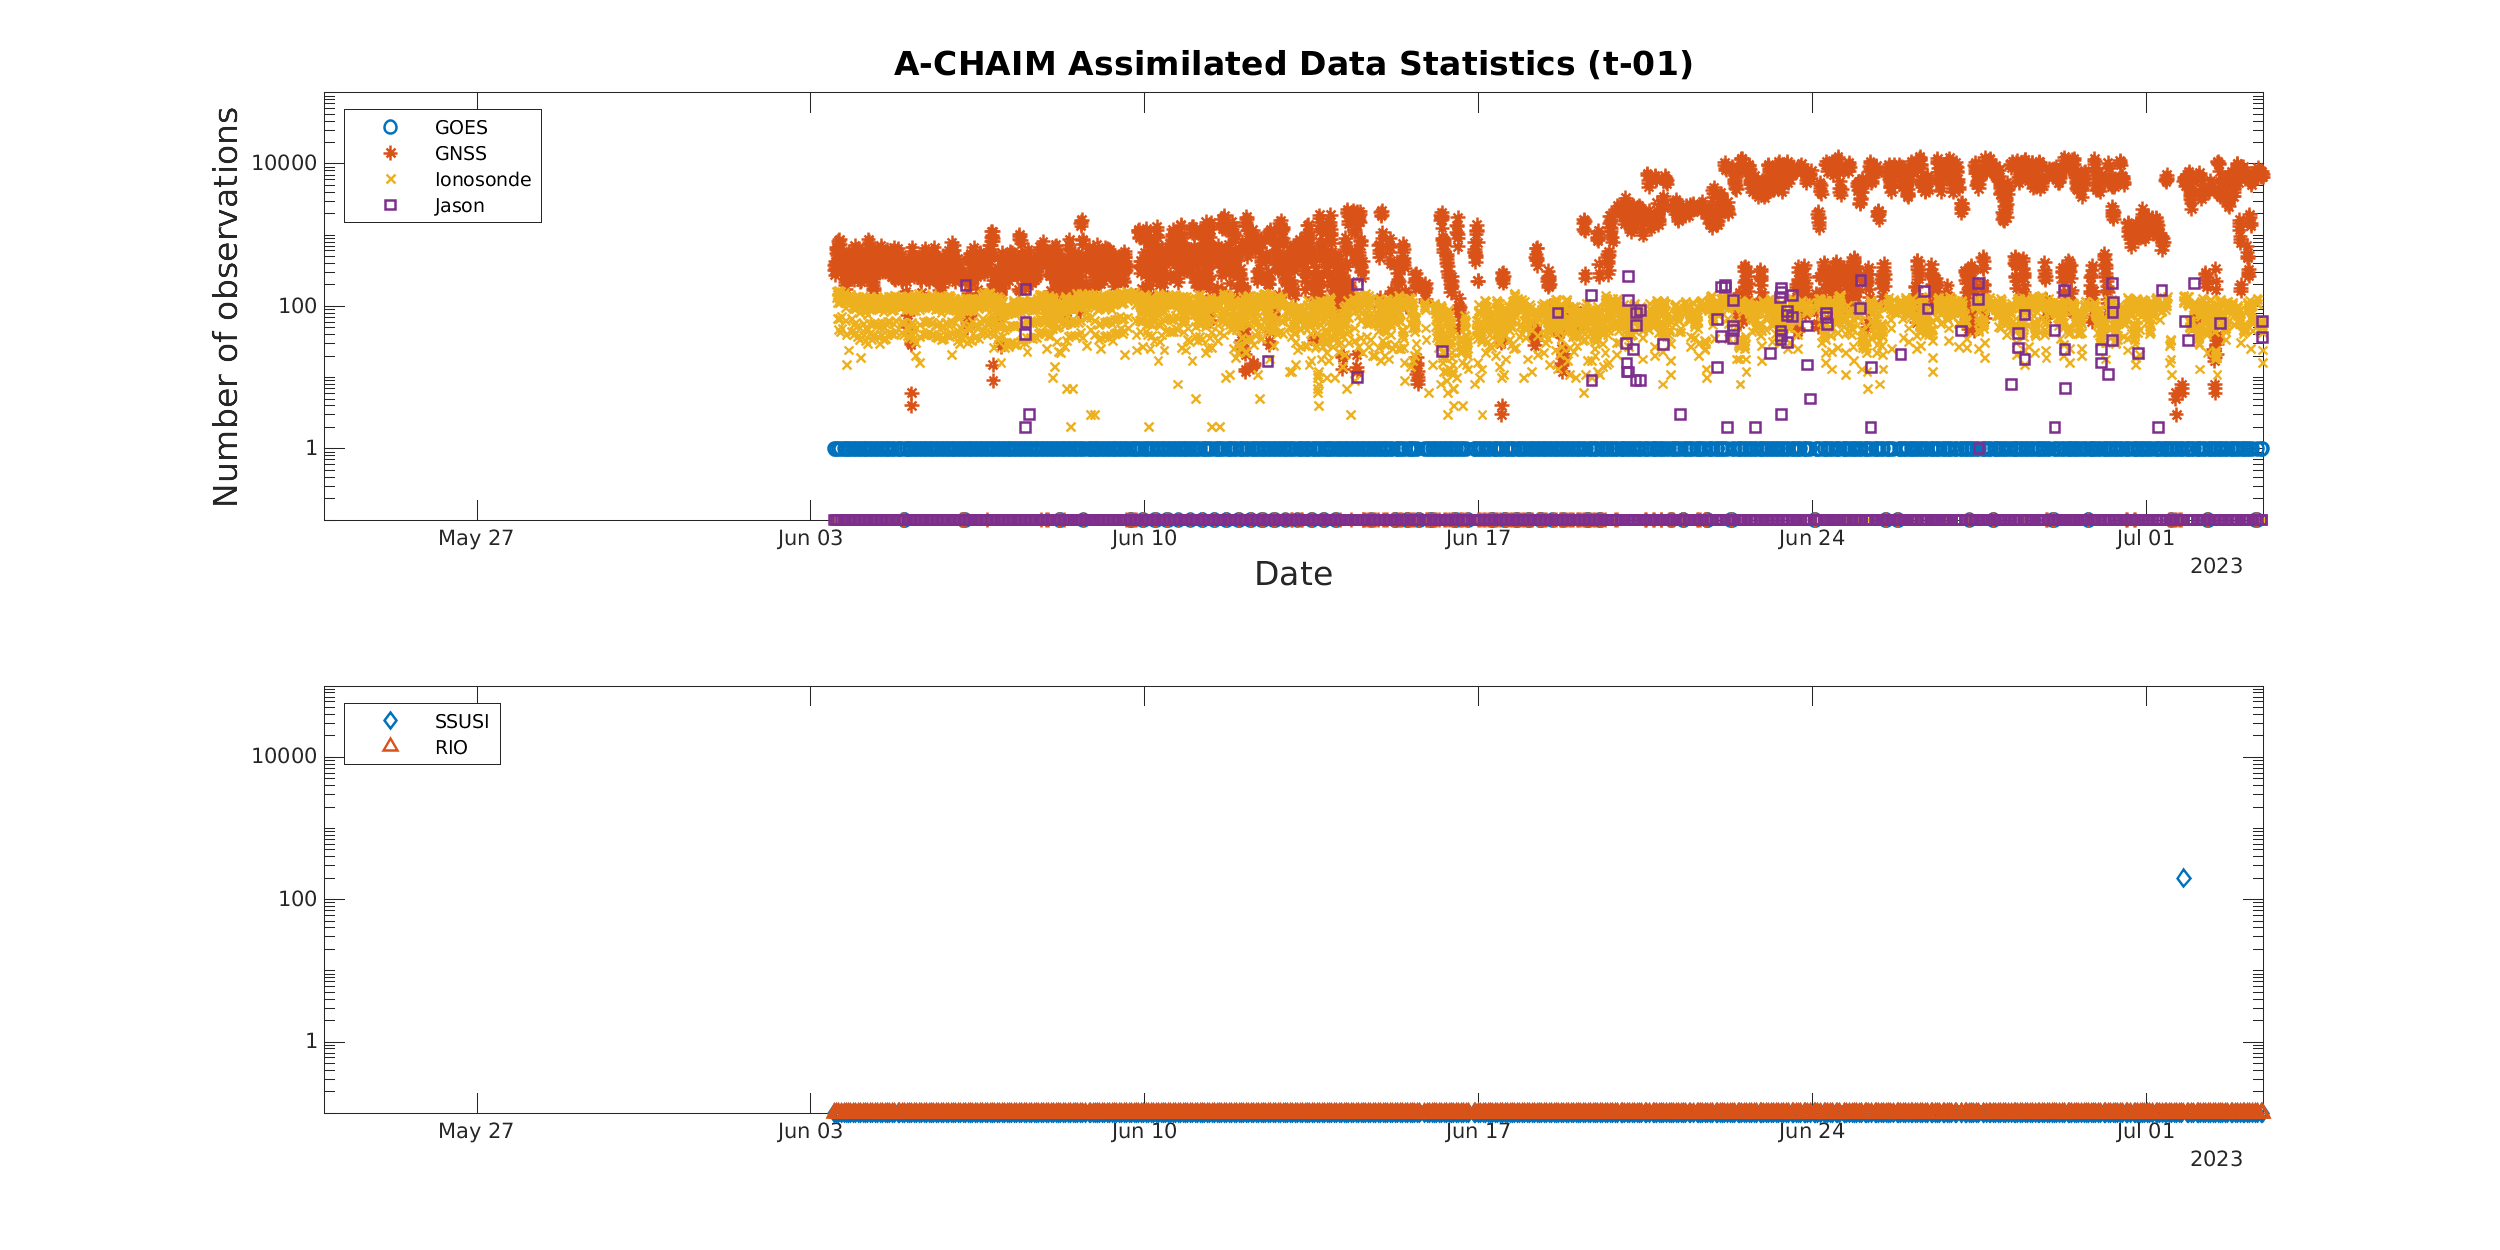 A-CHAIM Assimilated Data Statistics (t-01)
Number of observations
10000
100
1
GOES
GNSS
Ionosonde
Jason
May 27
Jun 03
Jun 10
Jun 17
Jun 24
Jul 01
2023
Date
10000
100
1
SSUSI
RIO
May 27
Jun 03
Jun 10
Jun 17
Jun 24
Jul 01
2023